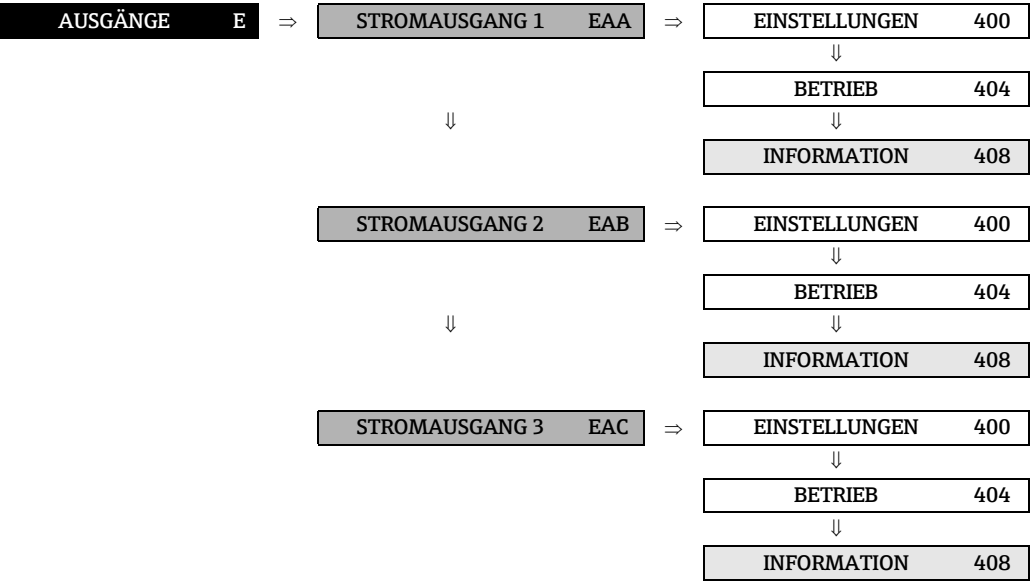 AUSGÄNGE E ⇒ STROMAUSGANG 1 EAA ⇒ EINSTELLUNGEN 400
⇓
BETRIEB 404
⇓ ⇓
INFORMATION 408
STROMAUSGANG 2 EAB ⇒ EINSTELLUNGEN 400
⇓
BETRIEB 404
⇓ ⇓
INFORMATION 408
STROMAUSGANG 3 EAC ⇒ EINSTELLUNGEN 400
⇓
BETRIEB 404
⇓
INFORMATION 408